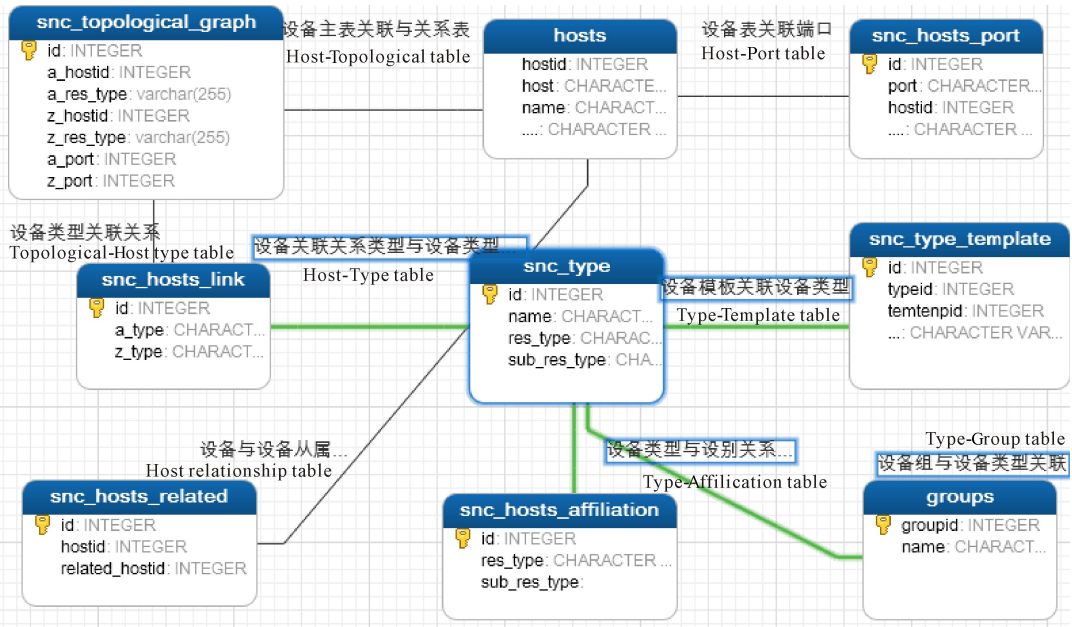 snc_topological_graph
id: INTEGER
a_hostid: INTEGER
a_res_type: varchar(255)
z_hostid: INTEGER
z_res_type: varchar(255)
a_port: INTEGER
z_port: INTEGER
设备主表关联与关系表
Host-Topological table
hosts
hostid: INTEGER
host: CHARACTE...
name: CHARACT...
....: CHARACTER ...
设备表关联端口
Host-Port table
snc_hosts_port
id: INTEGER
port: CHARACTER...
hostid: INTEGER
....: CHARACTER ...
设备类型关联关系
Topological-Host type table
snc_hosts_link
id: INTEGER
a_type: CHARACT...
z_type: CHARACT...
设备关联关系类型与设备类型...
Host-Type table
snc_type
id: INTEGER
name: CHARACT...
res_type: CHARAC...
sub_res_type: CHA...
设备模板关联设备类型
Type-Template table
snc_type_template
id: INTEGER
typeid: INTEGER
temtenpid: INTEGER
...: CHARACTER VAR...
设备与设备从属...
Host relationship table
snc_hosts_related
id: INTEGER
hostid: INTEGER
related_hostid: INTEGER
设备类型与设别关系...
Type-Affilication table
snc_hosts_affiliation
id: INTEGER
res_type: CHARACTER ...
sub_res_type:
Type-Group table
设备组与设备类型关联
groups
groupid: INTEGER
name: CHARACT...